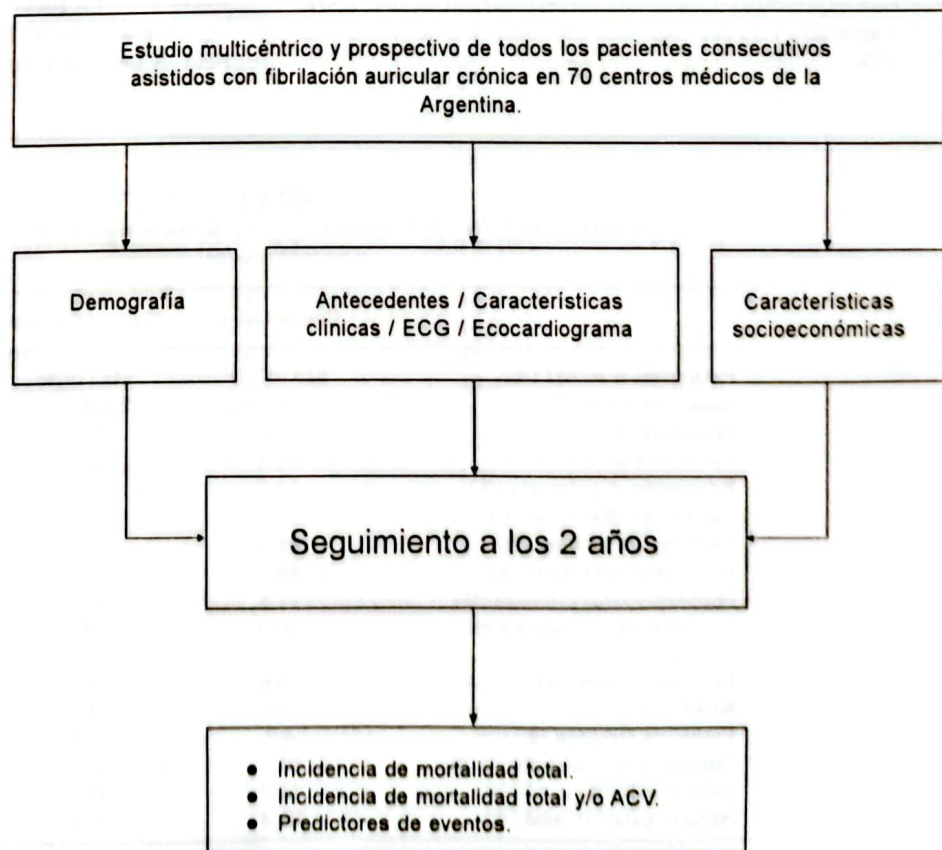 Estudio multicéntrico y prospectivo de todos los pacientes consecutivos
asistidos con fibrilación auricular crónica en 70 centros médicos de la
Argentina.
Demografía
Antecedentes / Características
clínicas / ECG / Ecocardiograma
Características
socioeconómicas
Seguimiento a los 2 años
● Incidencia de mortalidad total.
● Incidencia de mortalidad total y/o ACV.
● Predictores de eventos.